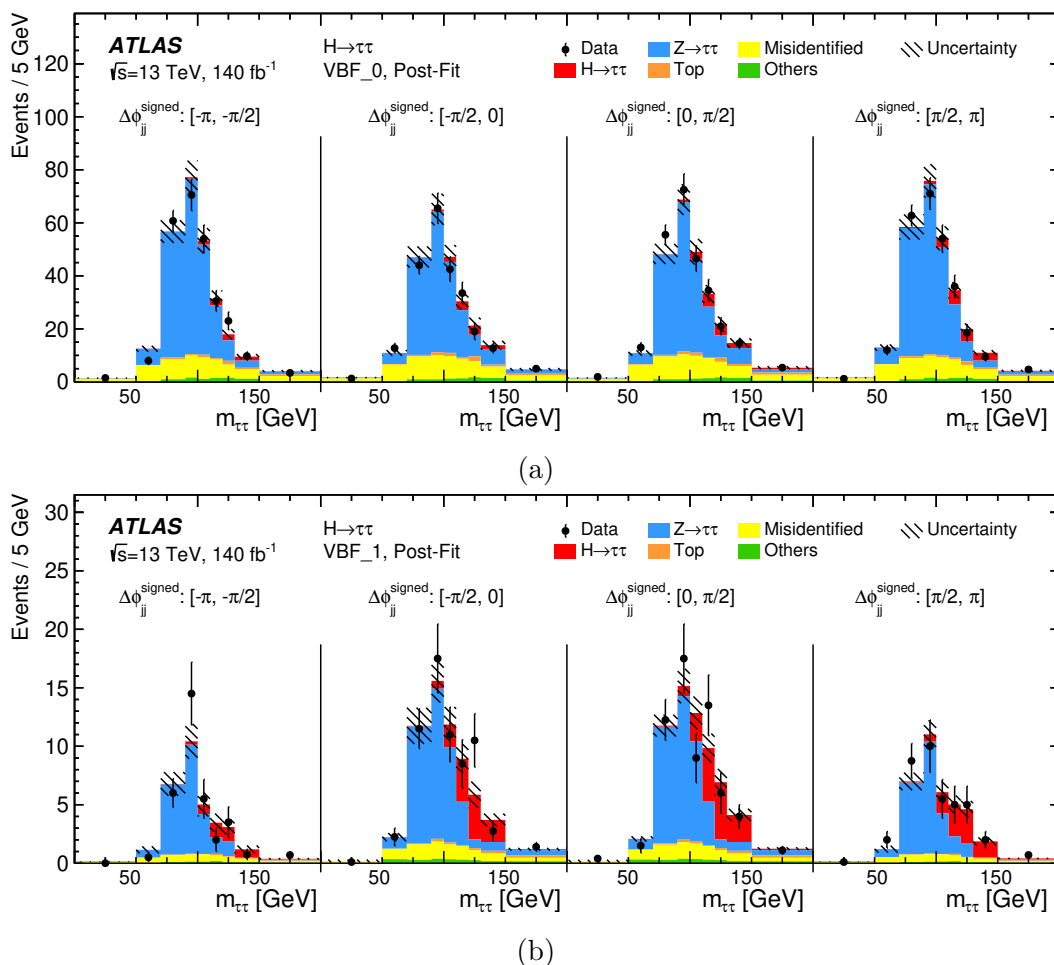 Events / 5 GeV
120
100
80
60
40
20
0
ATLAS
√s=13 TeV, 140 fb⁻¹
H→ττ
VBF_0, Post-Fit
Data Z→ττ Misidentified Uncertainty
H→ττ Top Others
Δϕ_jj^signed: [-π, -π/2] Δϕ_jj^signed: [-π/2, 0] Δϕ_jj^signed: [0, π/2] Δϕ_jj^signed: [π/2, π]
50 150 50 150 50 150 50 150
m_ττ [GeV] m_ττ [GeV] m_ττ [GeV] m_ττ [GeV]
(a)
Events / 5 GeV
30
25
20
15
10
5
0
ATLAS
√s=13 TeV, 140 fb⁻¹
H→ττ
VBF_1, Post-Fit
Data Z→ττ Misidentified Uncertainty
H→ττ Top Others
Δϕ_jj^signed: [-π, -π/2] Δϕ_jj^signed: [-π/2, 0] Δϕ_jj^signed: [0, π/2] Δϕ_jj^signed: [π/2, π]
50 150 50 150 50 150 50 150
m_ττ [GeV] m_ττ [GeV] m_ττ [GeV] m_ττ [GeV]
(b)